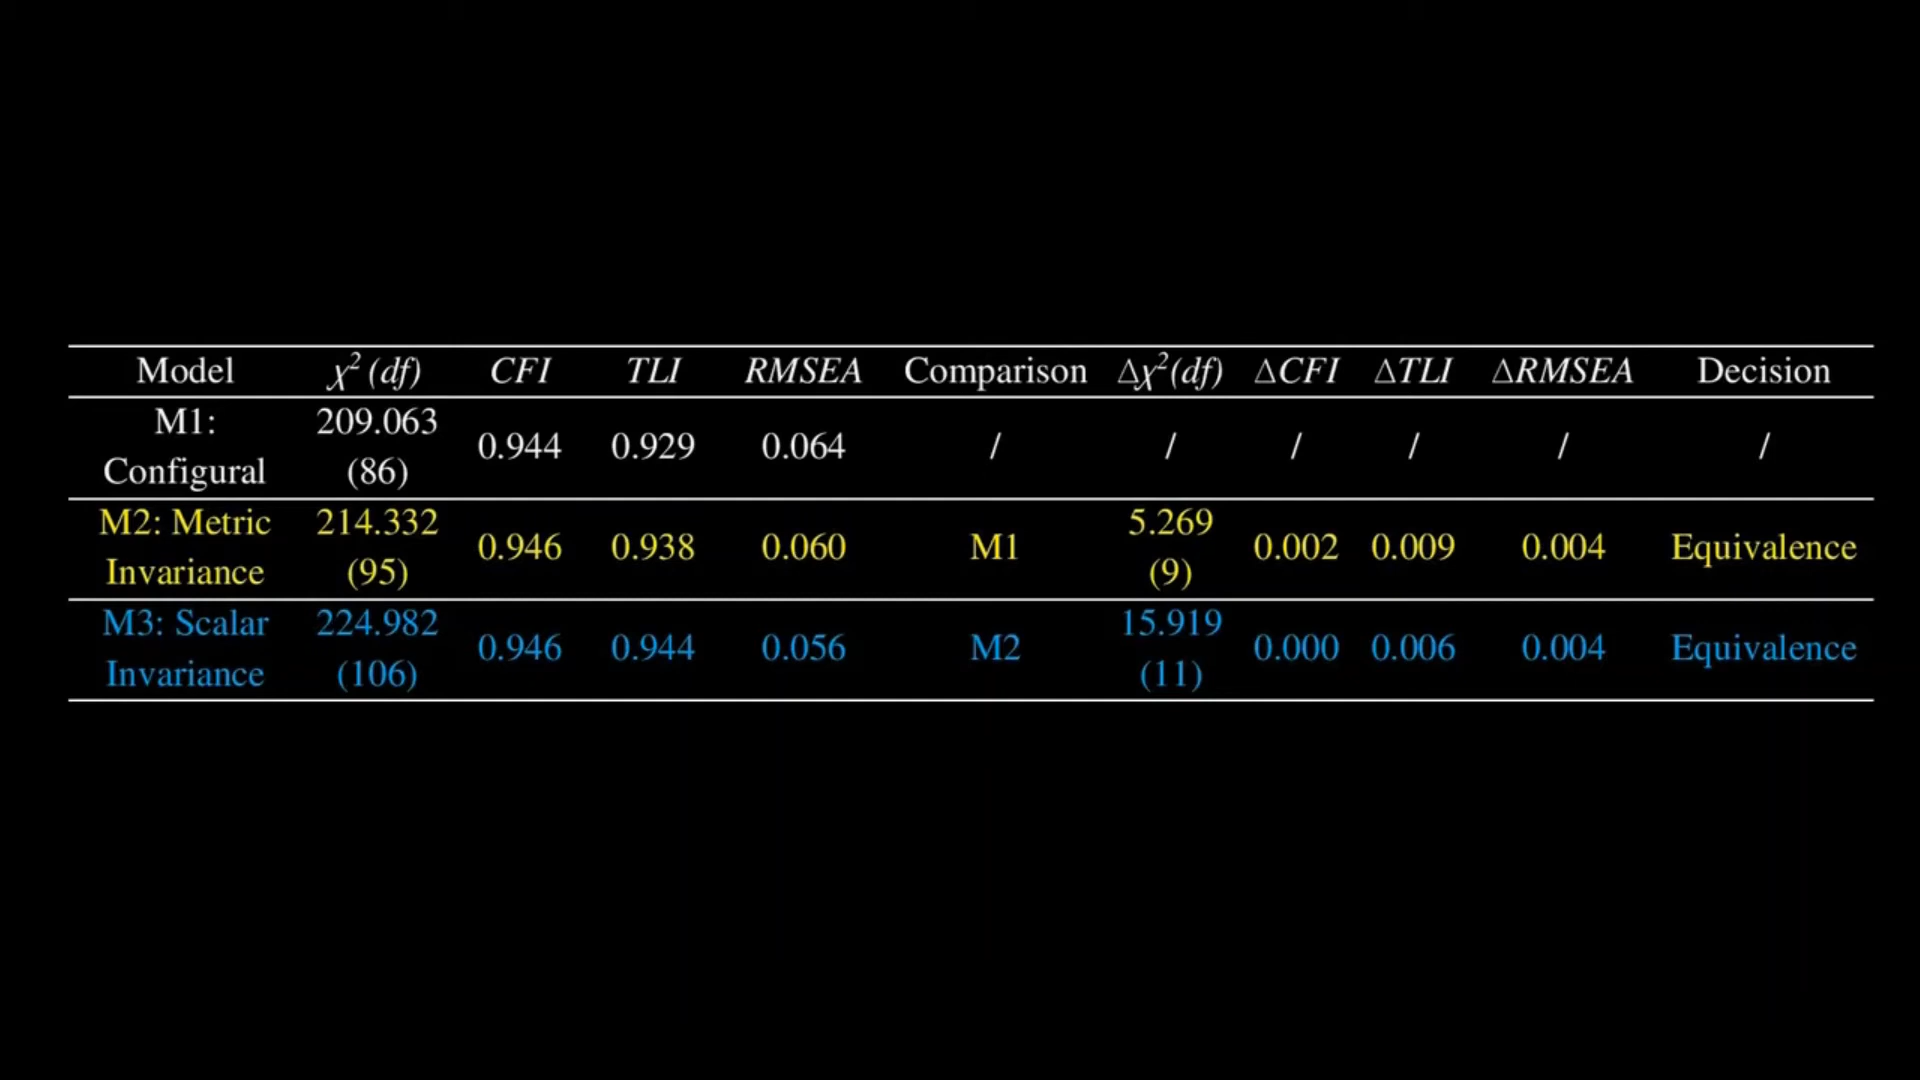 Model χ² (df) CFI TLI RMSEA Comparison Δχ²(df) ΔCFI ΔTLI ΔRMSEA Decision
M1: Configural 209.063 (86) 0.944 0.929 0.064 / / / / / /
M2: Metric Invariance 214.332 (95) 0.946 0.938 0.060 M1 5.269 (9) 0.002 0.009 0.004 Equivalence
M3: Scalar Invariance 224.982 (106) 0.946 0.944 0.056 M2 15.919 (11) 0.000 0.006 0.004 Equivalence